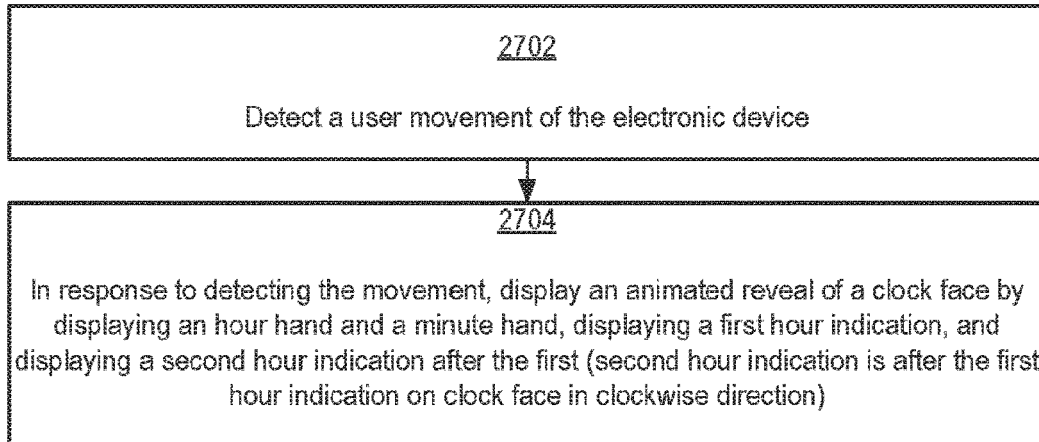 2702
Detect a user movement of the electronic device
2704
In response to detecting the movement, display an animated reveal of a clock face by
displaying an hour hand and a minute hand, displaying a first hour indication, and
displaying a second hour indication after the first (second hour indication is after the first
hour indication on clock face in clockwise direction)